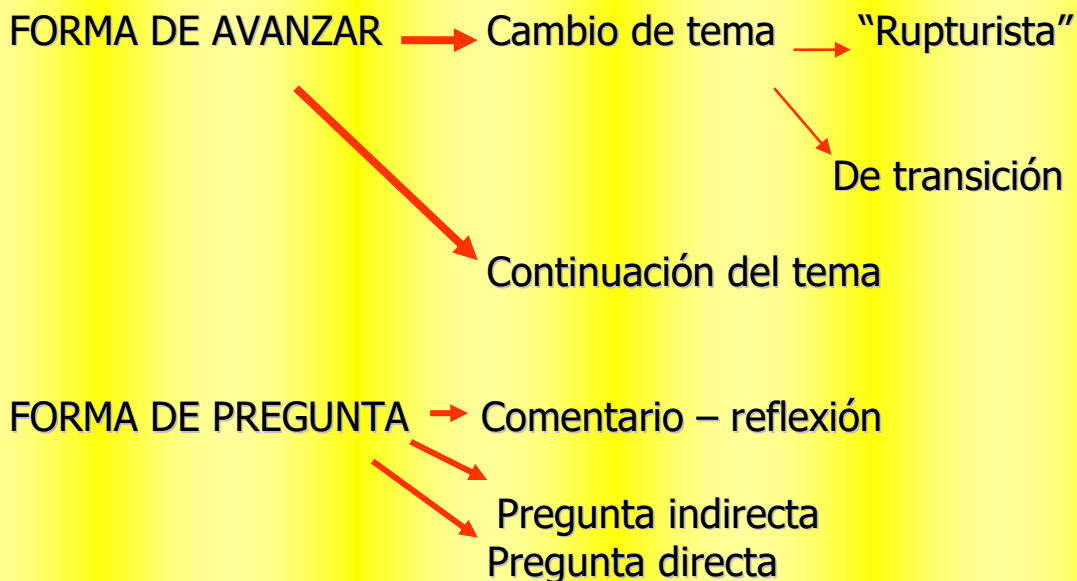 FORMA DE AVANZAR Cambio de tema “Rupturista”
De transición
Continuación del tema
FORMA DE PREGUNTA Comentario – reflexión
Pregunta indirecta
Pregunta directa